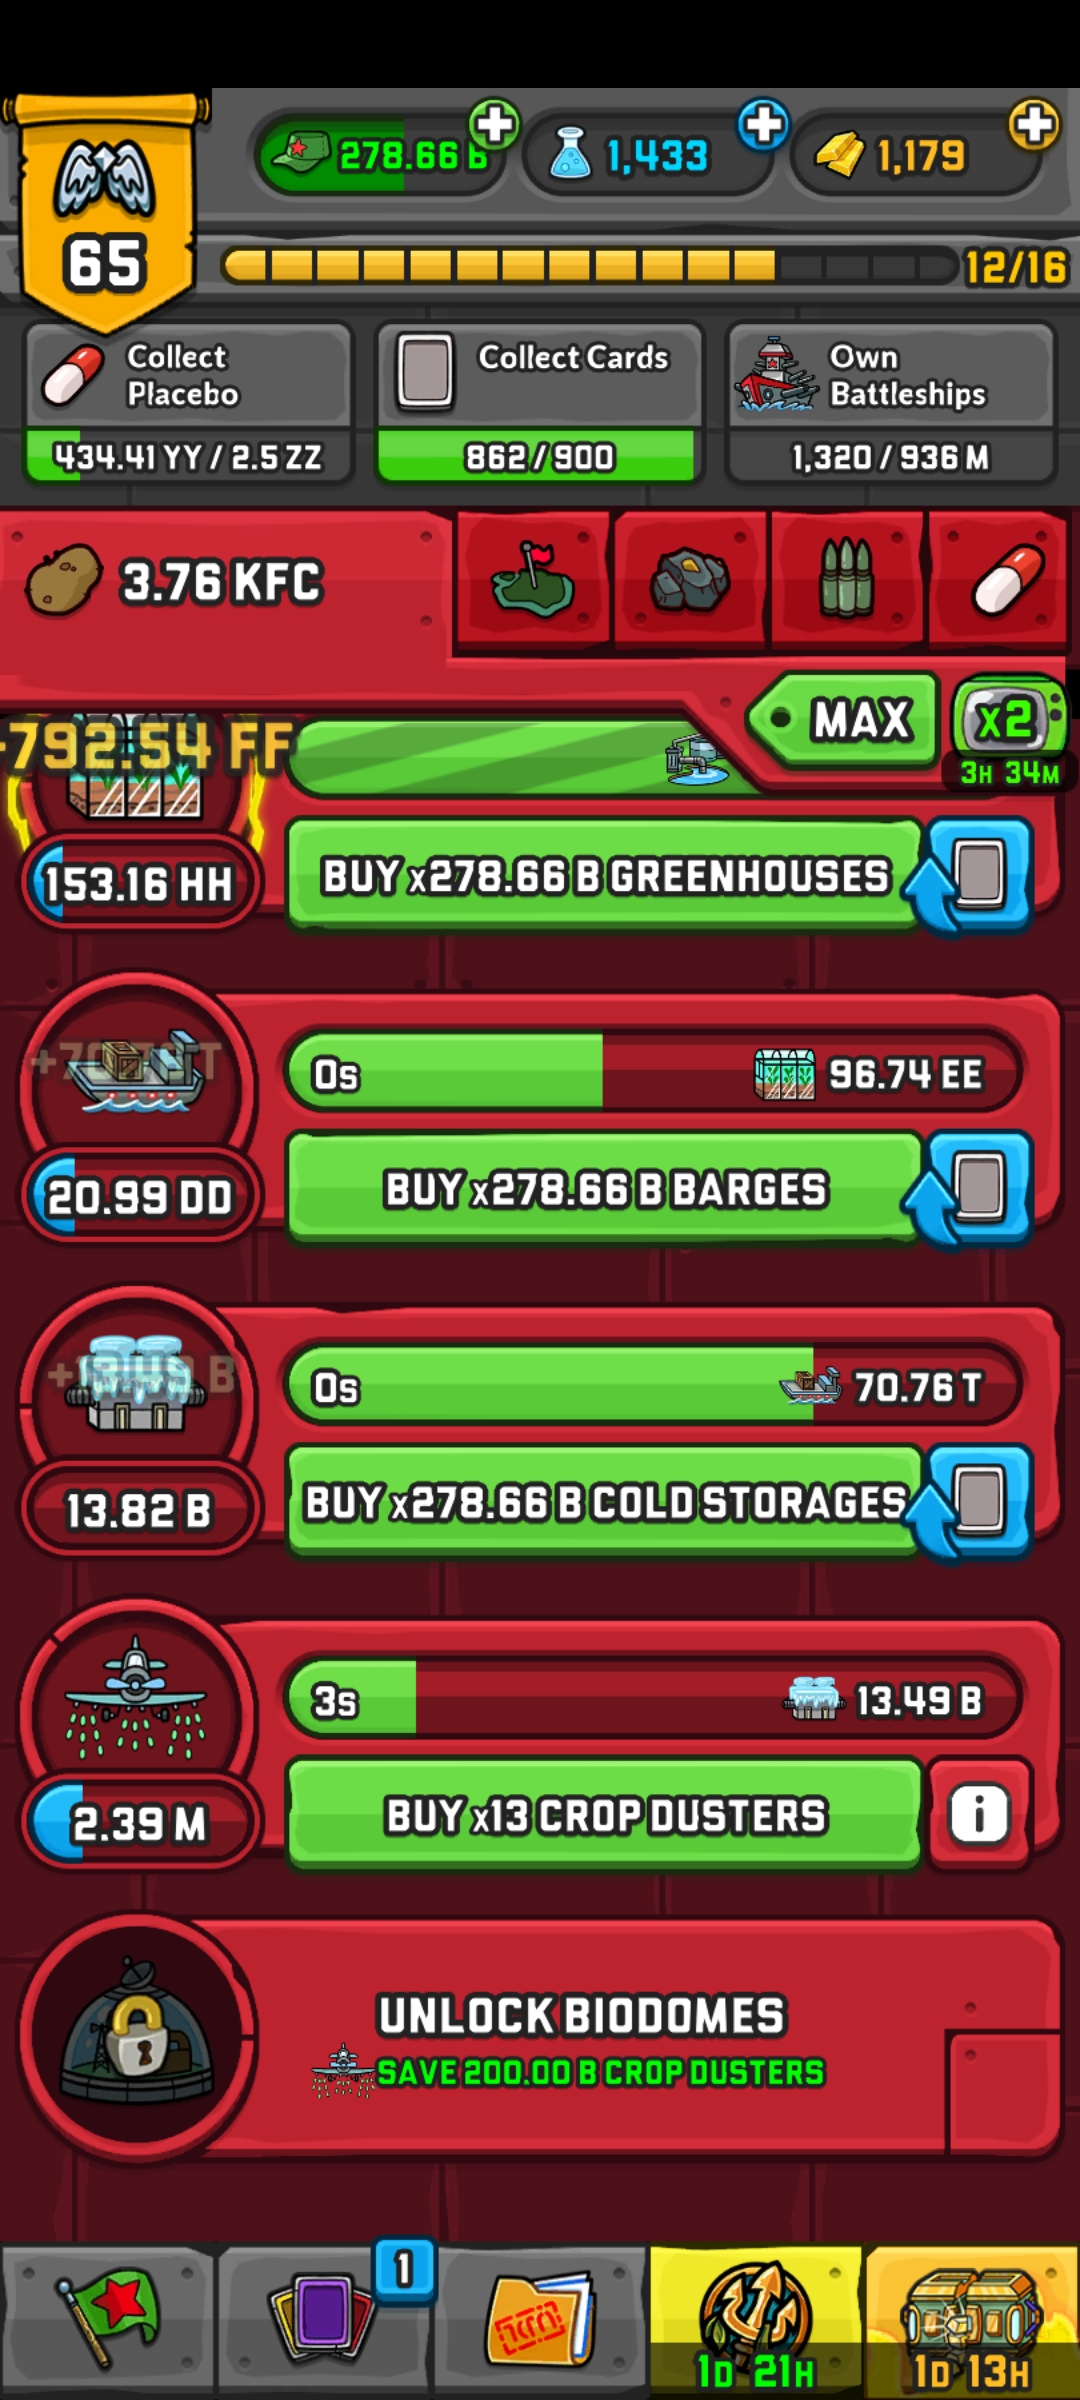 65
278.66 B
1,433
1,179
12/16
Collect
Placebo
434.41 YY / 2.5 ZZ
Collect Cards
862 / 900
Own
Battleships
1,320 / 936 M
3.76 KFC
MAX
x2
3H 34M
792.54 FF
153.16 HH
BUY x278.66 B GREENHOUSES
0s
96.74 EE
20.99 DD
BUY x278.66 B BARGES
+13.49 B
0s
70.76 T
13.82 B
BUY x278.66 B COLD STORAGES
3s
13.49 B
2.39 M
BUY x13 CROP DUSTERS
i
UNLOCK BIODOMES
SAVE 200.00 B CROP DUSTERS
1
1D 21H
1D 13H